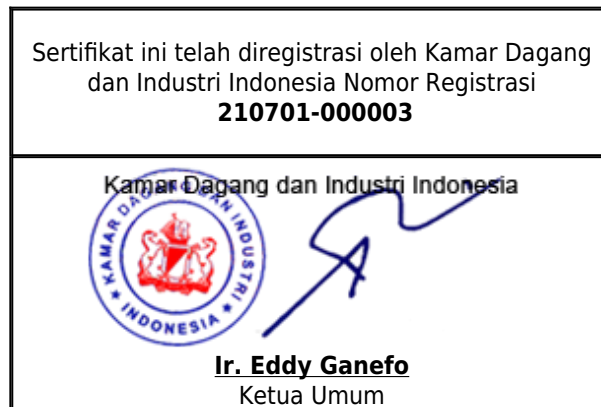 Sertifikat ini telah diregistrasi oleh Kamar Dagang
dan Industri Indonesia Nomor Registrasi
210701-000003
Kamar Dagang dan Industri Indonesia
KAMAR DAGANG DAN INDUSTRI
INDONESIA
Ir. Eddy Ganefo
Ketua Umum